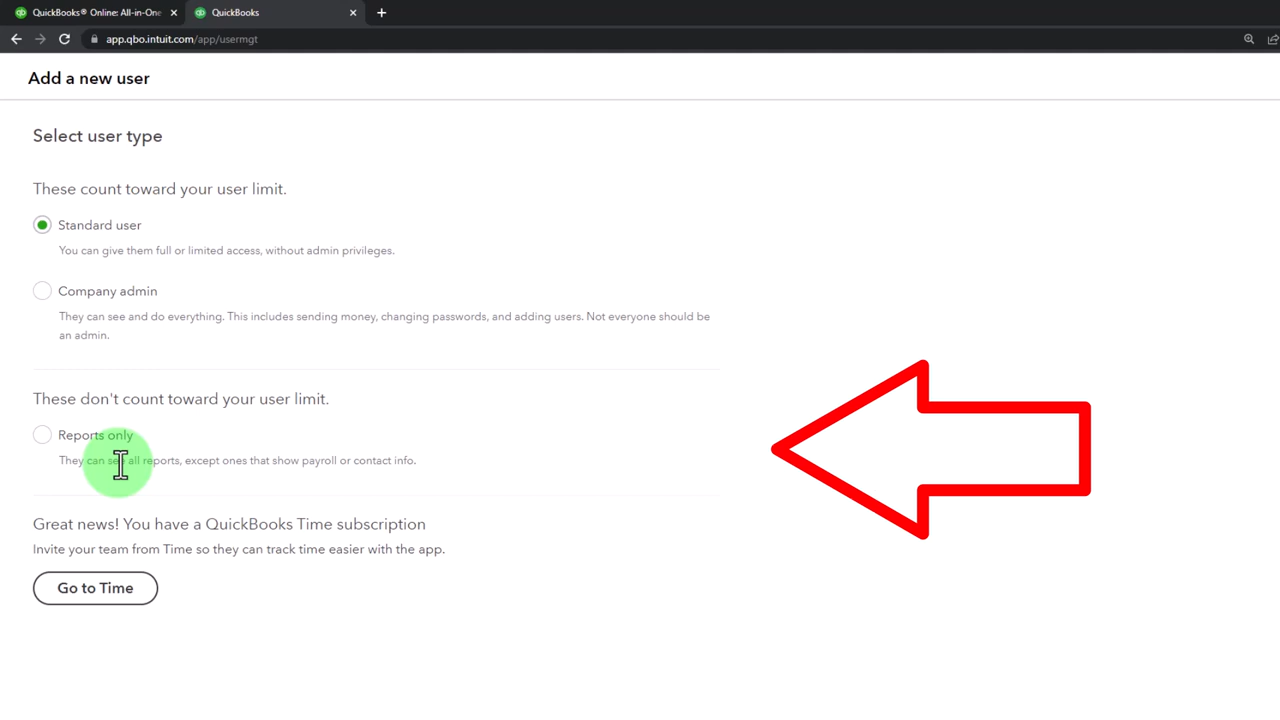 QuickBooks® Online: All-in-One
QuickBooks
app.qbo.intuit.com/app/usermgt
Add a new user
Select user type
These count toward your user limit.
Standard user
You can give them full or limited access, without admin privileges.
Company admin
They can see and do everything. This includes sending money, changing passwords, and adding users. Not everyone should be
an admin.
These don't count toward your user limit.
Reports only
They can see all reports, except ones that show payroll or contact info.
Great news! You have a QuickBooks Time subscription
Invite your team from Time so they can track time easier with the app.
Go to Time